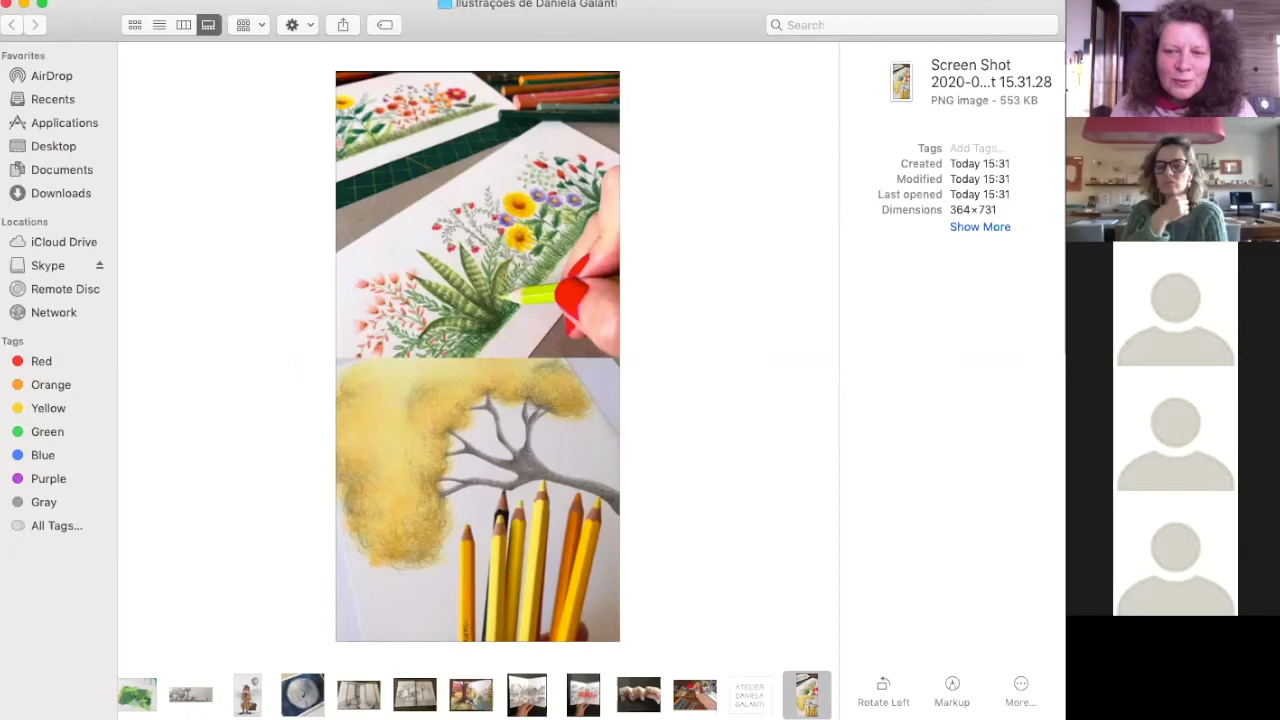 Ilustrações de Daniela Galanti
Search
Favorites
AirDrop
Recents
Applications
Desktop
Documents
Downloads
Locations
iCloud Drive
Skype
Remote Disc
Network
Tags
Red
Orange
Yellow
Green
Blue
Purple
Gray
All Tags...
Screen Shot
2020-0...t 15.31.28
PNG image - 553 KB
Tags Add Tags...
Created Today 15:31
Modified Today 15:31
Last opened Today 15:31
Dimensions 364×731
Show More
ATELIER
DANIELA
GALANTI
Rotate Left
Markup
More...